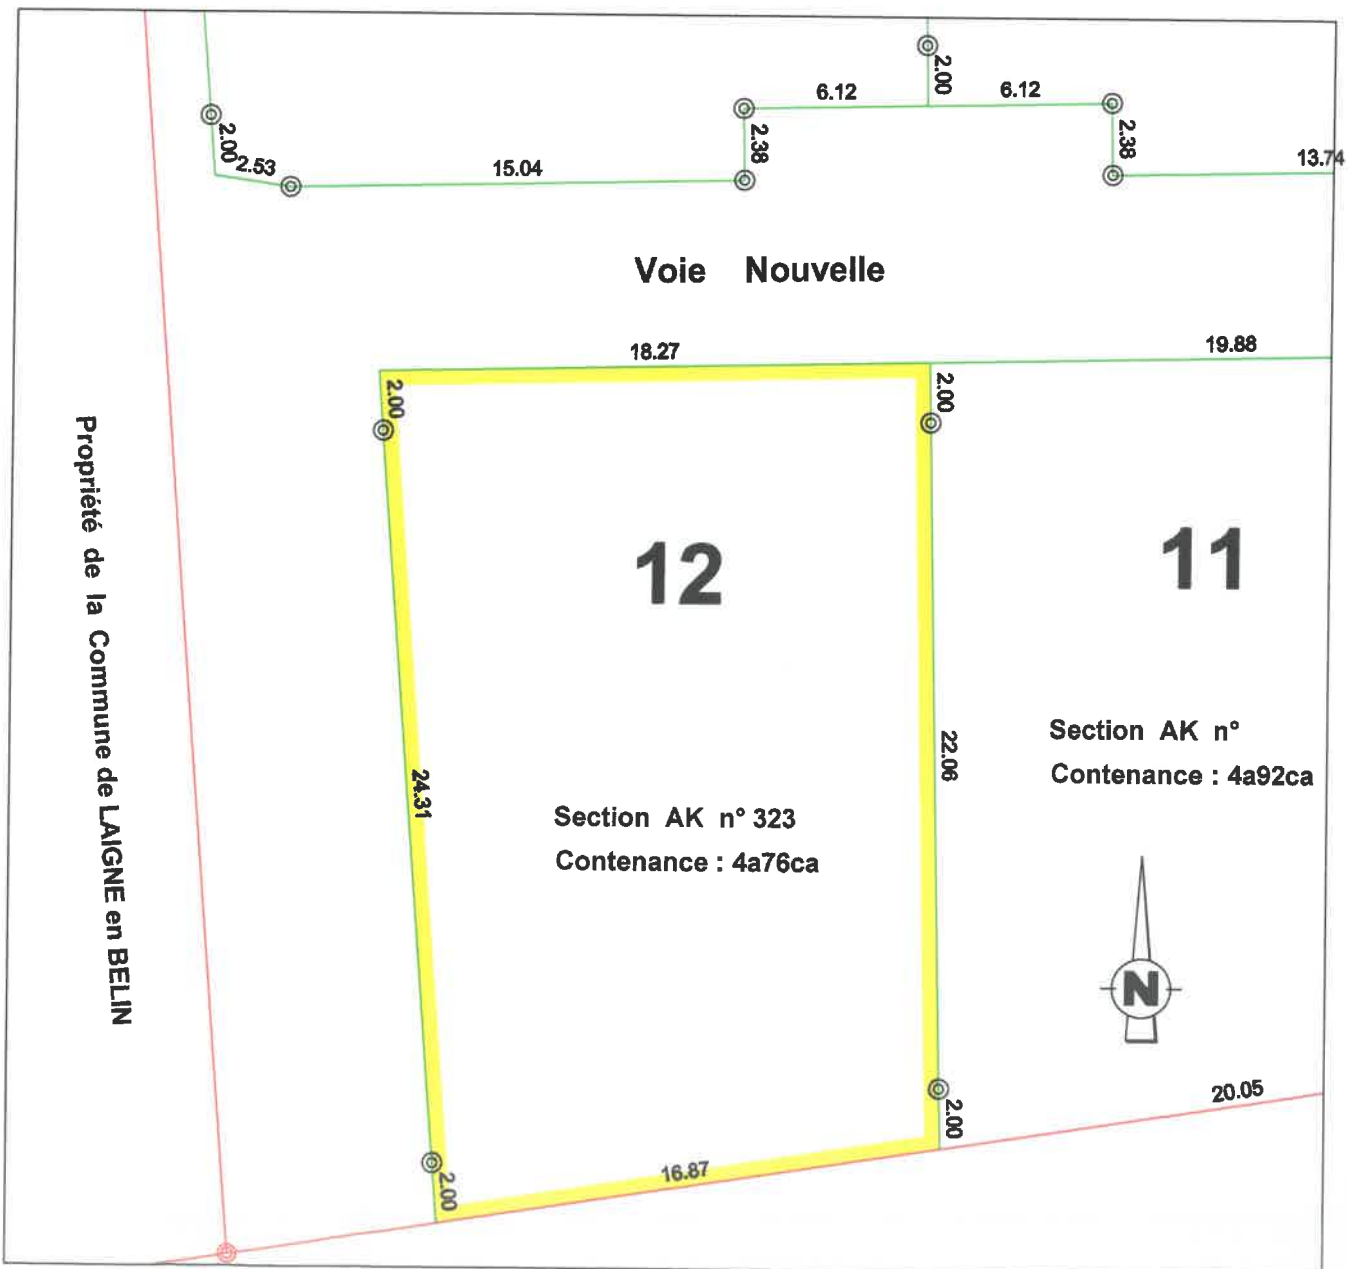 2.00
6.12 6.12
2.00
2.38
2.38
2.53
15.04
13.74
Voie Nouvelle
18.27
19.88
2.00
2.00
Propriété de la Commune de LAIGNE en BELIN
12
11
Section AK n°
Contenance : 4a92ca
22.06
24.31
Section AK n° 323
Contenance : 4a76ca
N
20.05
2.00
16.87
2.00